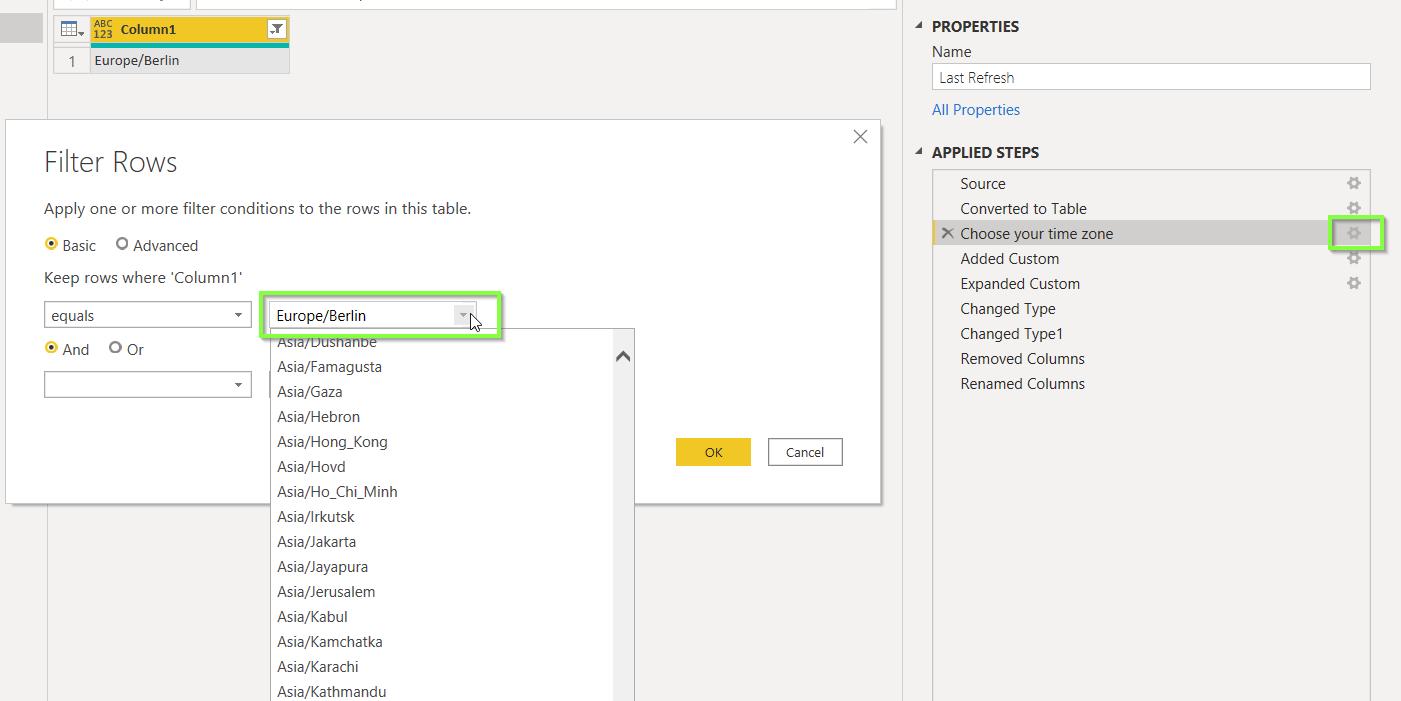 ABC
123
Column1
1
Europe/Berlin
Filter Rows
Apply one or more filter conditions to the rows in this table.
Basic
Advanced
Keep rows where 'Column1'
equals
Europe/Berlin
And
Or
Asia/Dushanbe
Asia/Famagusta
Asia/Gaza
Asia/Hebron
Asia/Hong_Kong
Asia/Hovd
Asia/Ho_Chi_Minh
Asia/Irkutsk
Asia/Jakarta
Asia/Jayapura
Asia/Jerusalem
Asia/Kabul
Asia/Kamchatka
Asia/Karachi
Asia/Kathmandu
OK
Cancel
PROPERTIES
Name
Last Refresh
All Properties
APPLIED STEPS
Source
Converted to Table
Choose your time zone
Added Custom
Expanded Custom
Changed Type
Changed Type1
Removed Columns
Renamed Columns